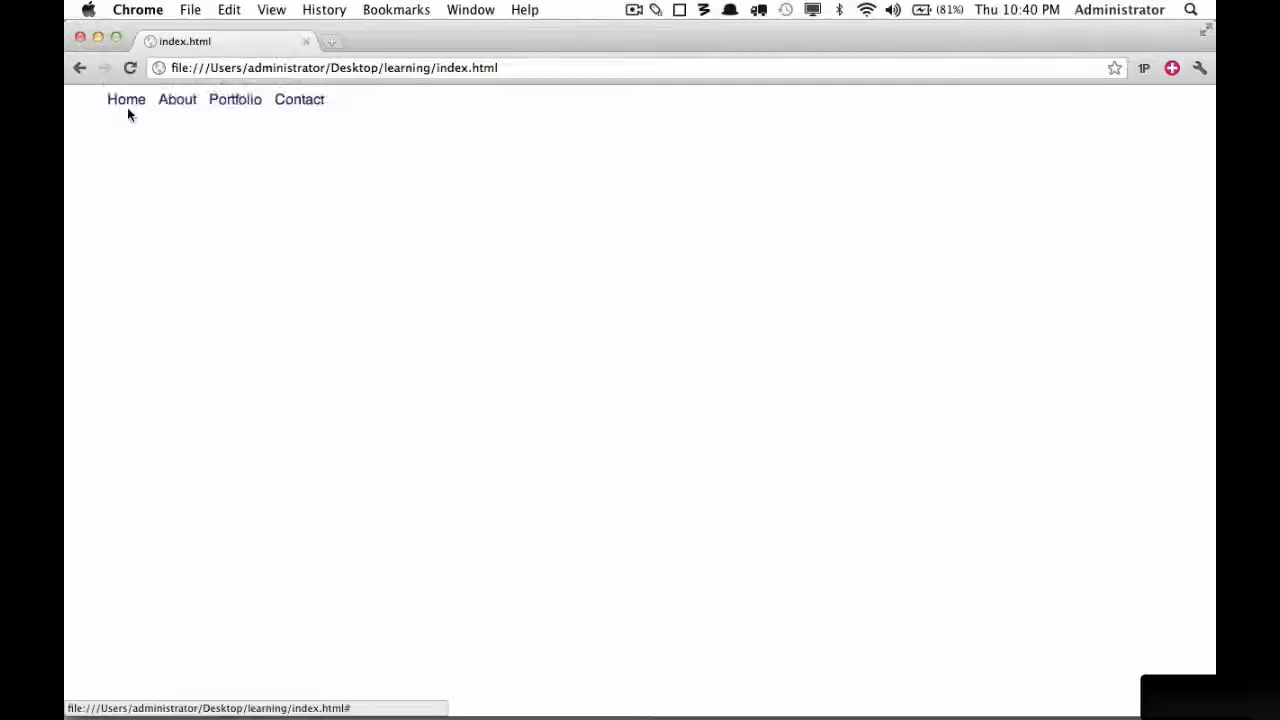 Chrome File Edit View History Bookmarks Window Help (81%) Thu 10:40 PM Administrator
index.html
file:///Users/administrator/Desktop/learning/index.html 1P
Home About Portfolio Contact
file:///Users/administrator/Desktop/learning/index.html#